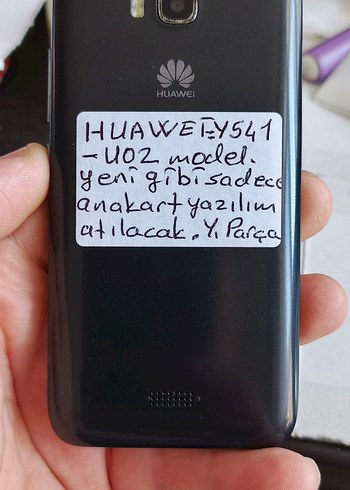 HUAWEI
HUAWEİ-Y541
- U02 model.
yeni gibi sadece
anakart yazılım
atılacak. Y. Parça